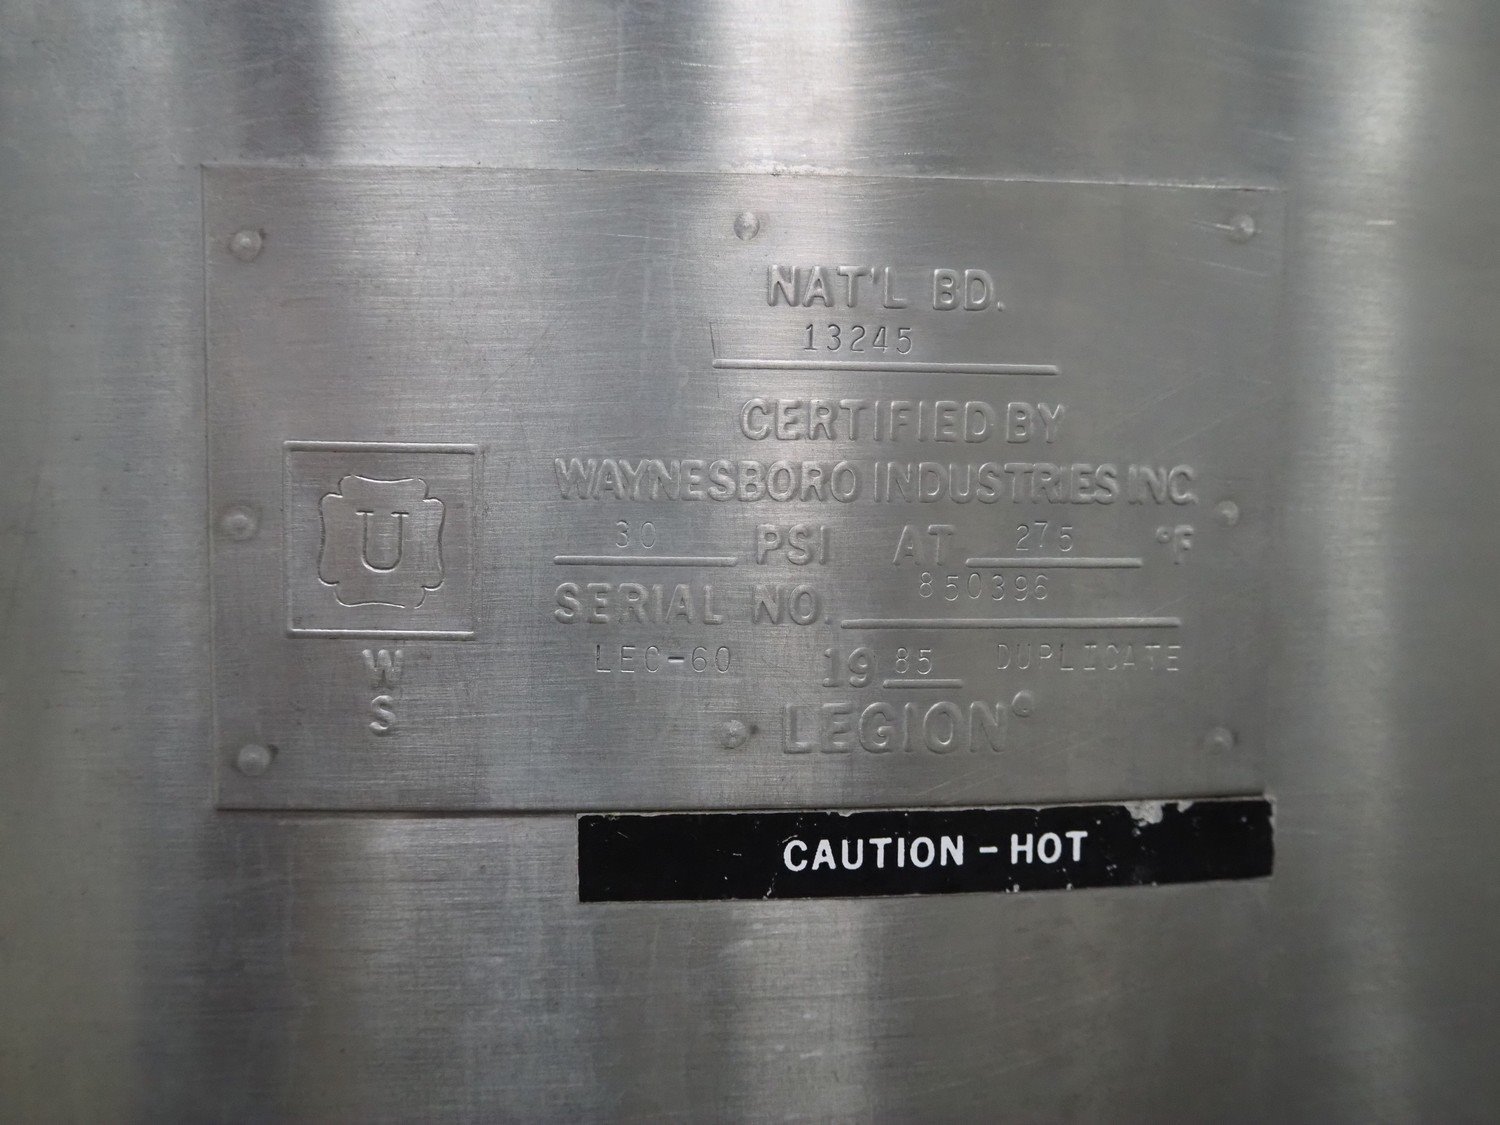 NAT'L BD.
13245
CERTIFIED BY
WAYNESBORO INDUSTRIES INC.
30 PSI AT 275 °F
SERIAL NO. 850396
LEC-60 1985 DUPLICATE
LEGION
U
W
S
CAUTION - HOT